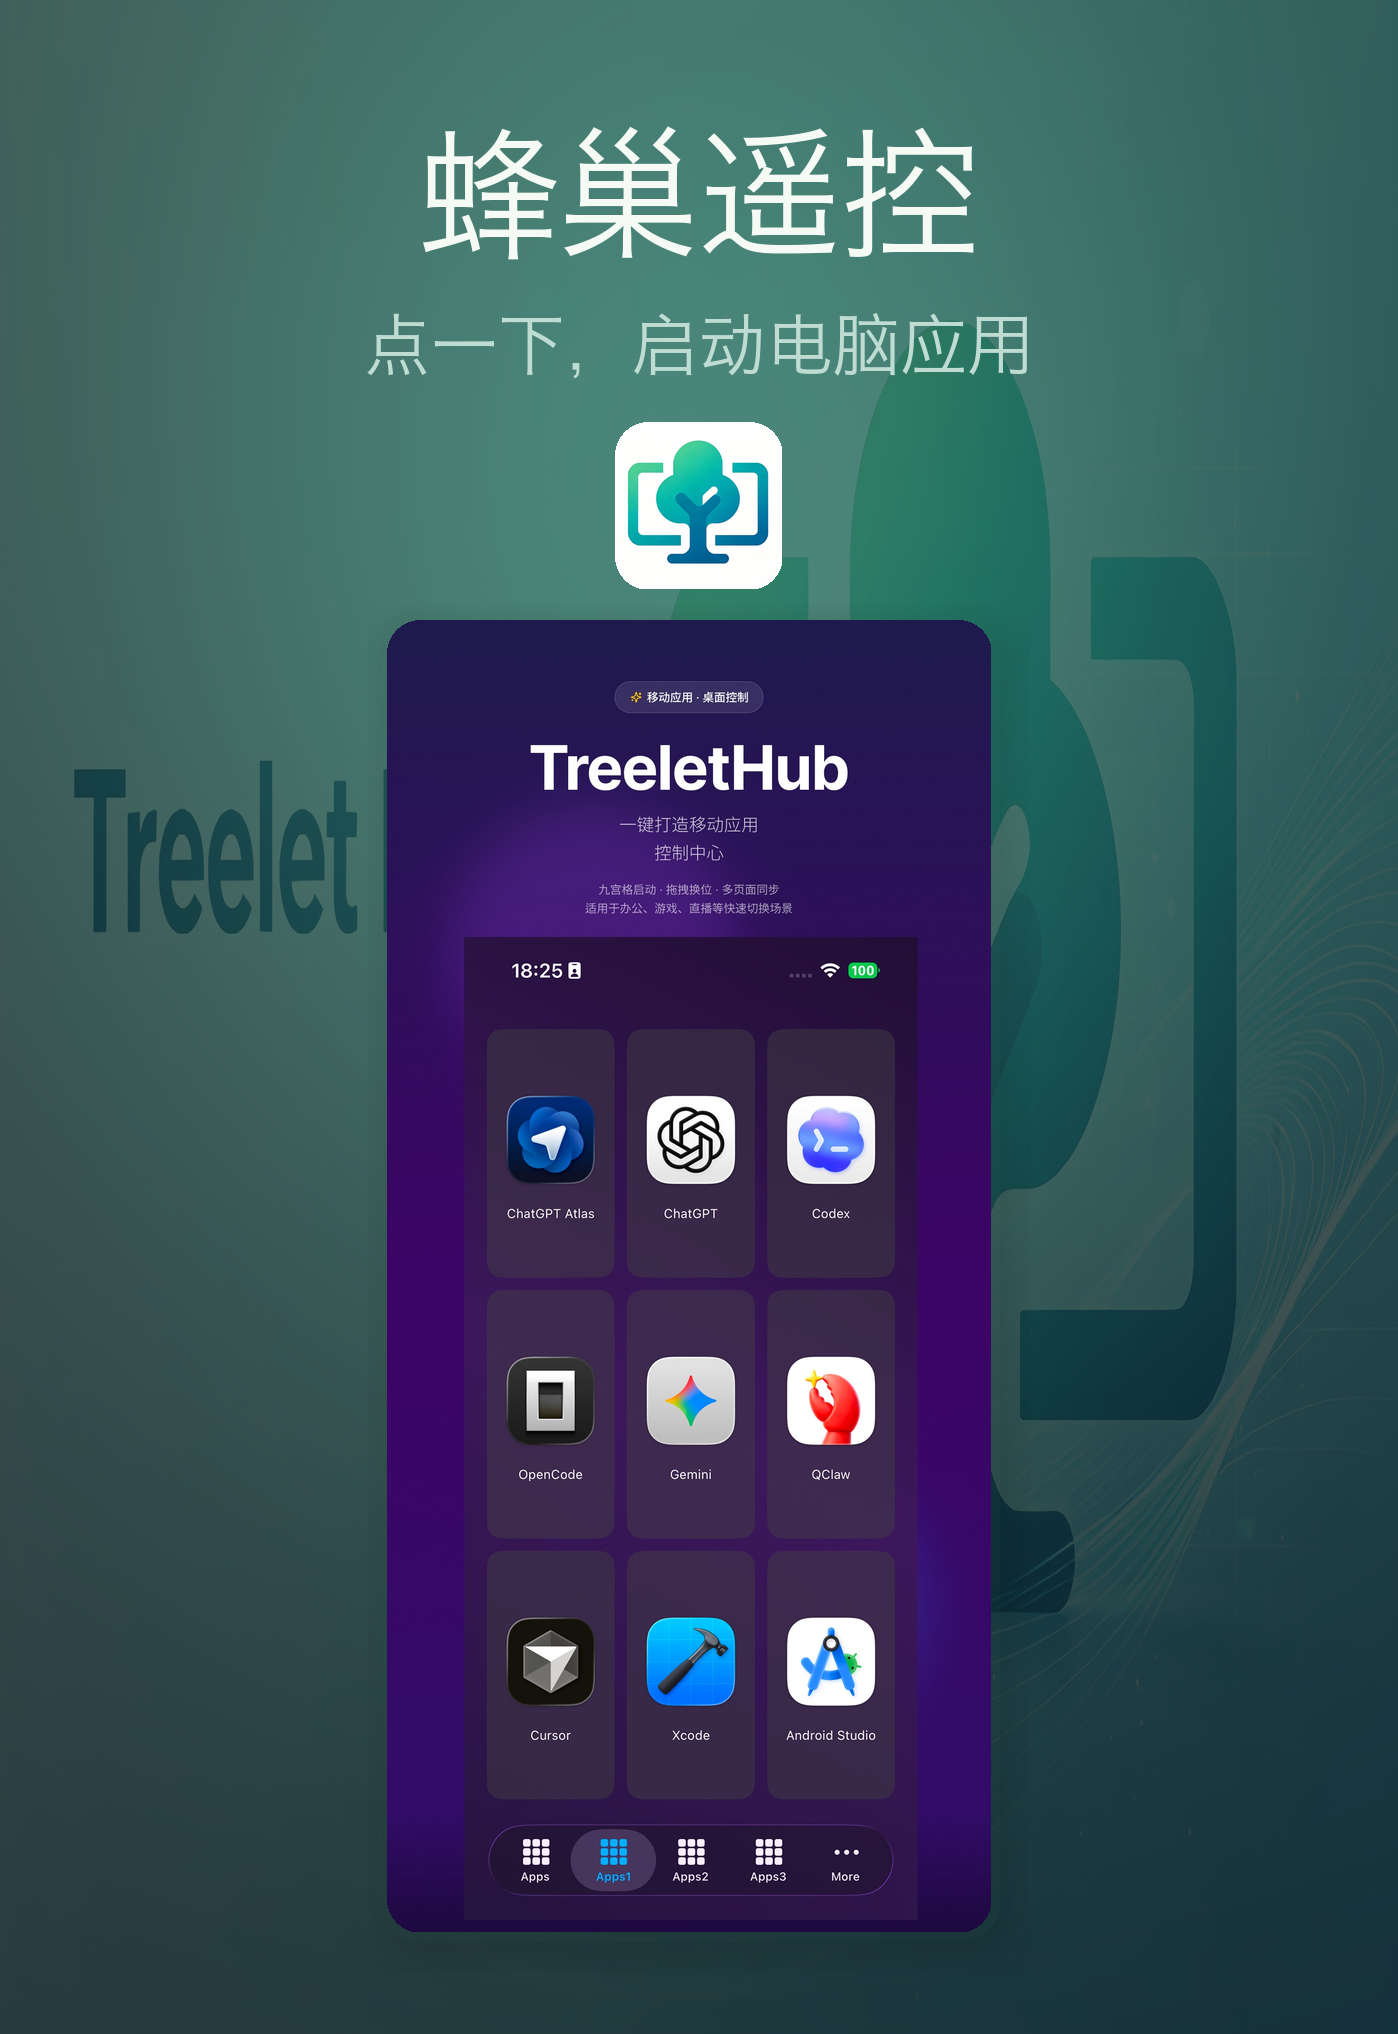 蜂巢遥控
点一下，启动电脑应用
Treelet
移动应用 · 桌面控制
TreeletHub
一键打造移动应用
控制中心
九宫格启动 · 拖拽换位 · 多页面同步
适用于办公、游戏、直播等快速切换场景
18:25
100
ChatGPT Atlas
ChatGPT
Codex
OpenCode
Gemini
QClaw
Cursor
Xcode
Android Studio
Apps
Apps1
Apps2
Apps3
More